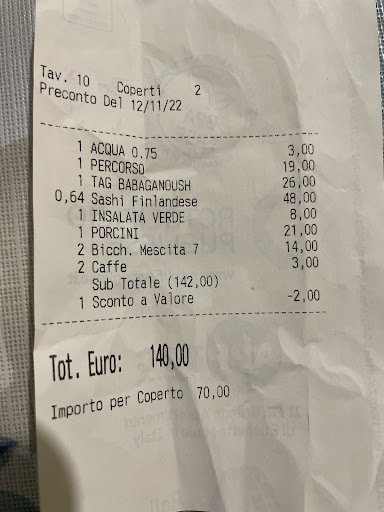 Tav. 10 Coperti 2
Preconto Del 12/11/22
1 ACQUA 0.75 3,00
1 PERCORSO 19,00
1 TAG BABAGANOUSH 26,00
0,64 Sashi Finlandese 48,00
1 INSALATA VERDE 8,00
1 PORCINI 21,00
2 Bicch. Mescita 7 14,00
2 Caffe 3,00
Sub Totale (142,00)
1 Sconto a Valore -2,00
Tot. Euro: 140,00
Importo per Coperto 70,00